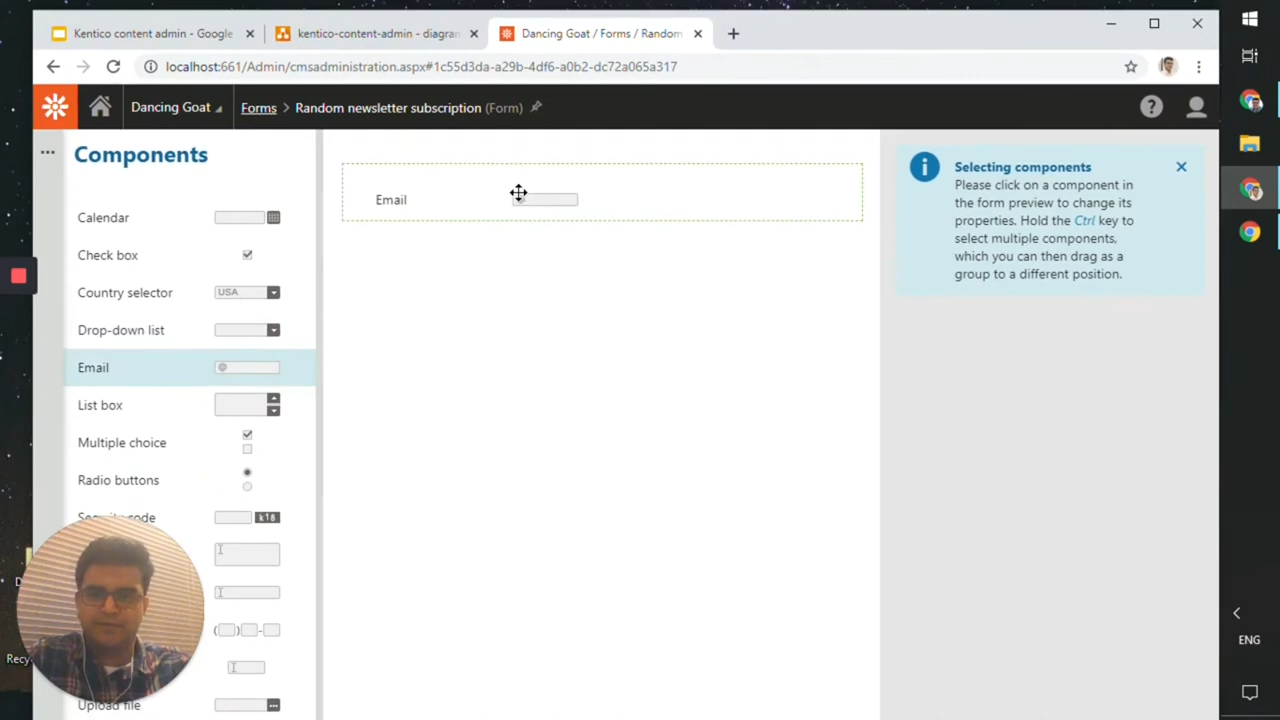 Kentico content admin - Google
kentico-content-admin - diagram
Dancing Goat / Forms / Random
localhost:661/Admin/cmsadministration.aspx#1c55d3da-a29b-4df6-a0b2-dc72a065a317
Dancing Goat
Forms > Random newsletter subscription (Form)
Components
Calendar
Check box
Country selector USA
Drop-down list
Email @
List box
Multiple choice
Radio buttons
Security code k18
( ) -
Upload file
Email
i Selecting components
Please click on a component in
the form preview to change its
properties. Hold the Ctrl key to
select multiple components,
which you can then drag as a
group to a different position.
ENG